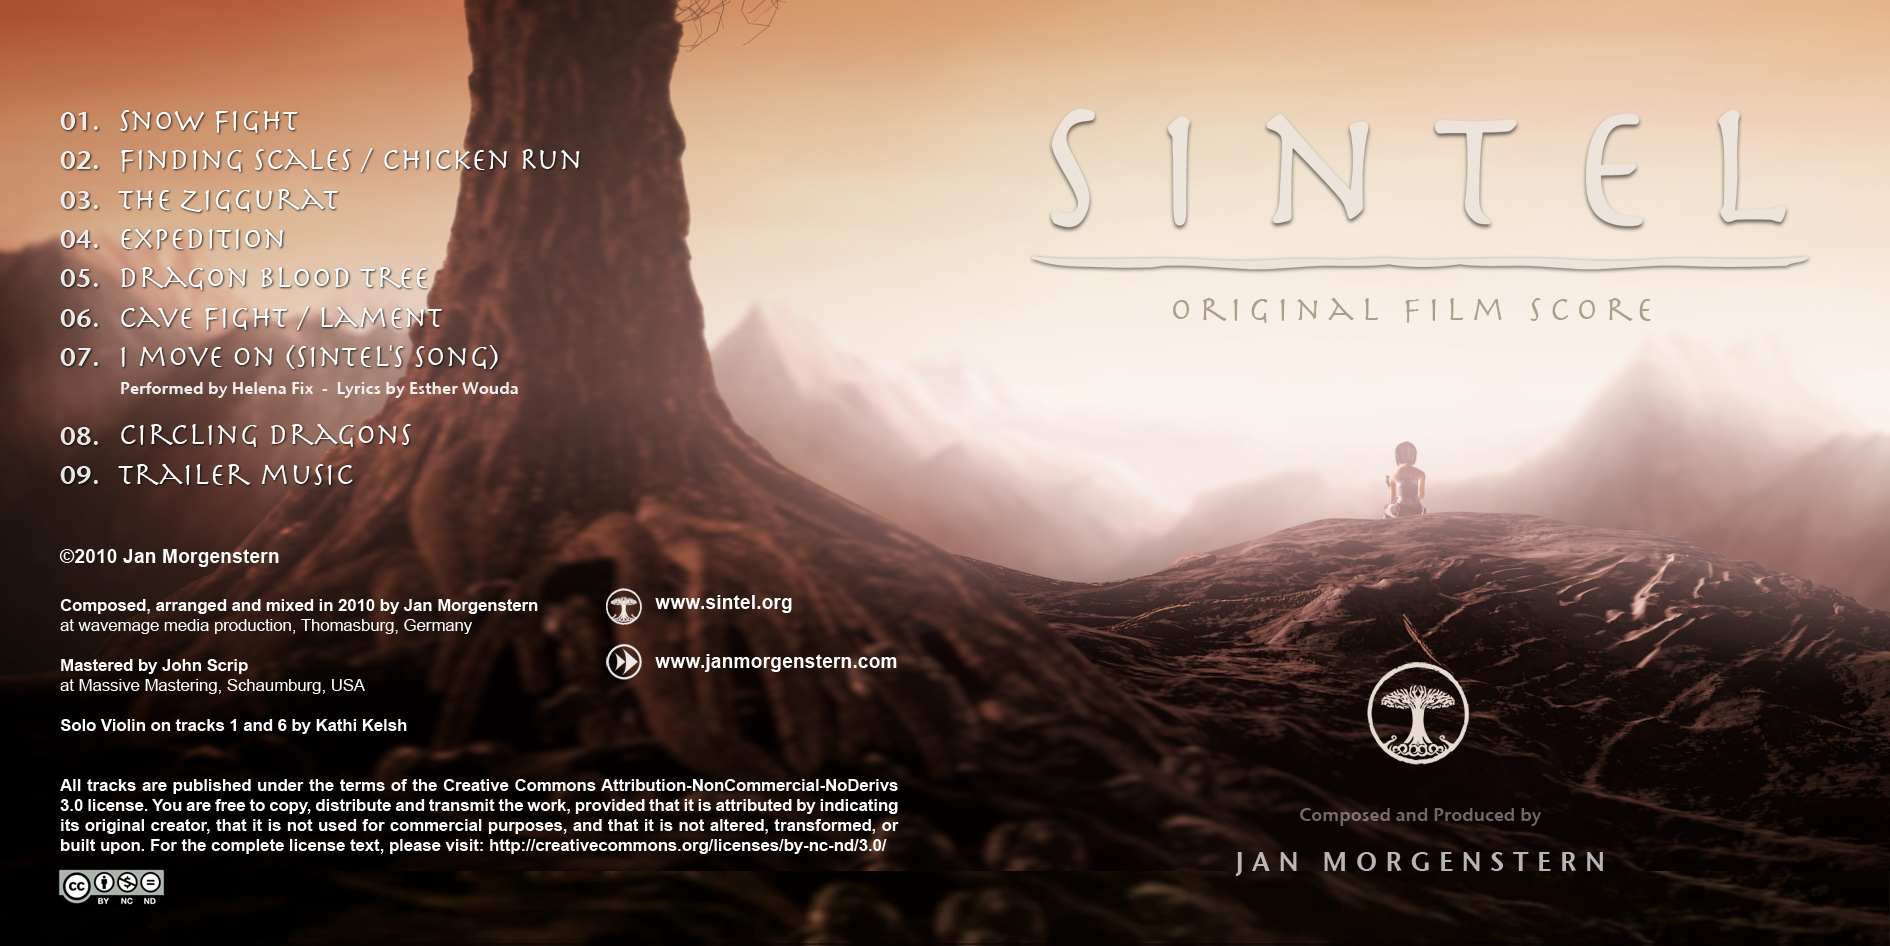 01. SNOW FIGHT
02. FINDING SCALES / CHICKEN RUN
03. THE ZIGGURAT
04. EXPEDITION
05. DRAGON BLOOD TREE
06. CAVE FIGHT / LAMENT
07. I MOVE ON (SINTEL'S SONG)
Performed by Helena Fix - Lyrics by Esther Wouda
08. CIRCLING DRAGONS
09. TRAILER MUSIC
©2010 Jan Morgenstern
Composed, arranged and mixed in 2010 by Jan Morgenstern
at wavemage media production, Thomasburg, Germany
Mastered by John Scrip
at Massive Mastering, Schaumburg, USA
Solo Violin on tracks 1 and 6 by Kathi Kelsh
www.sintel.org
www.janmorgenstern.com
All tracks are published under the terms of the Creative Commons Attribution-NonCommercial-NoDerivs
3.0 license. You are free to copy, distribute and transmit the work, provided that it is attributed by indicating
its original creator, that it is not used for commercial purposes, and that it is not altered, transformed, or
built upon. For the complete license text, please visit: http://creativecommons.org/licenses/by-nc-nd/3.0/
cc
BY NC ND
SINTEL
ORIGINAL FILM SCORE
Composed and Produced by
JAN MORGENSTERN